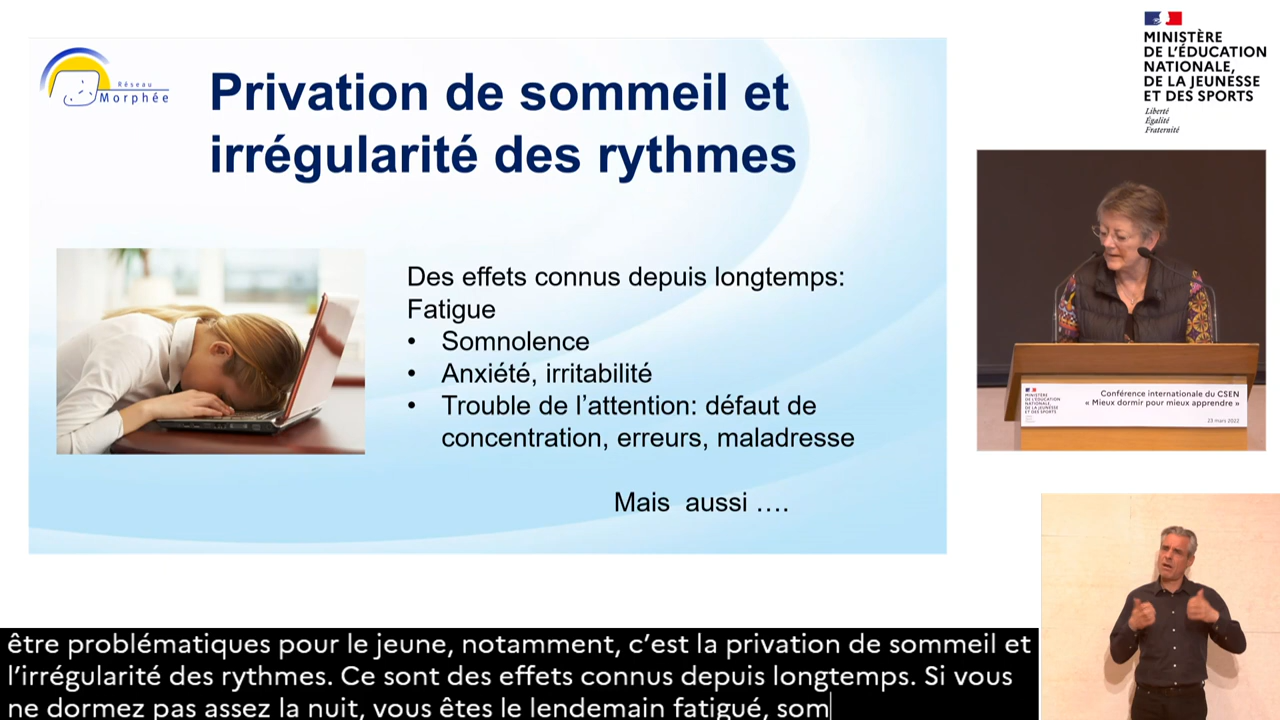 Réseau
Morphée
Privation de sommeil et
irrégularité des rythmes
Des effets connus depuis longtemps:
Fatigue
• Somnolence
• Anxiété, irritabilité
• Trouble de l’attention: défaut de
concentration, erreurs, maladresse
Mais aussi ….
MINISTÈRE
DE L’ÉDUCATION
NATIONALE,
DE LA JEUNESSE
ET DES SPORTS
Liberté
Égalité
Fraternité
MINISTÈRE
DE L’ÉDUCATION
NATIONALE,
DE LA JEUNESSE
ET DES SPORTS
Conférence internationale du CSEN
« Mieux dormir pour mieux apprendre »
23 mars 2022
être problématiques pour le jeune, notamment, c’est la privation de sommeil et
l’irrégularité des rythmes. Ce sont des effets connus depuis longtemps. Si vous
ne dormez pas assez la nuit, vous êtes le lendemain fatigué, som